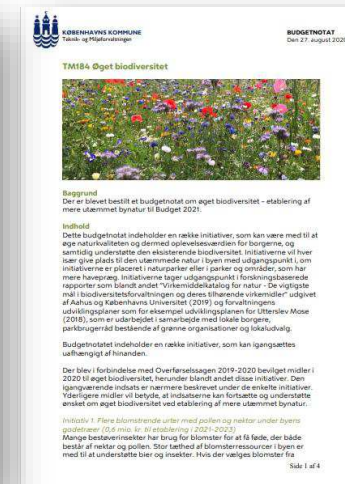 KØBENHAVNS KOMMUNE
Teknik- og Miljøforvaltningen
BUDGETNOTAT
Den 27. august 2020
TM184 Øget biodiversitet
Baggrund
Der er blevet bestilt et budgetnotat om øget biodiversitet – etablering af
mere utæmmet bynatur til Budget 2021.
Indhold
Dette budgetnotat indeholder en række initiativer, som kan være med til at
øge naturkvaliteten og dermed oplevelsesværdien for borgerne, og
samtidig understøtte den eksisterende biodiversitet. Initiativerne vil hver
især give plads til den utæmmede natur i byen med udgangspunkt i, om
initiativerne er placeret i naturparker eller i parker og områder, som har
mere havepræg. Initiativerne tager udgangspunkt i forskningsbaserede
rapporter som blandt andet "Virkemiddelkatalog for natur - De vigtigste
mål i biodiversitetsforvaltningen og deres tilhørende virkemidler" udgivet
af Aahus og Københavns Universitet (2019) og forvaltningens
udviklingsplaner som for eksempel udviklingsplanen for Utterslev Mose
(2018), som er udarbejdet i samarbejde med lokale borgere,
parkbrugerråd bestående af grønne organisationer og lokaludvalg.
Budgetnotatet indeholder en række initiativer, som kan igangsættes
uafhængigt af hinanden.
Der blev i forbindelse med Overførselssagen 2019-2020 bevilget midler i
2020 til øget biodiversitet, herunder blandt andet disse initiativer. Den
igangværende indsats er nærmere beskrevet under de enkelte initiativer.
Yderligere midler vil betyde, at indsatserne kan fortsætte og understøtte
ønsket om øget biodiversitet ved etablering af mere utæmmet bynatur.
Initiativ 1. Flere blomstrende urter med pollen og nektar under byens
gadetræer (0,6 mio. kr. til etablering i 2021-2023)
Mange bestøverinsekter har brug for blomster for at få føde, der både
består af nektar og pollen. Stor tæthed af blomsterressourcer i byen er
med til at understøtte bier og insekter. Hvis der vælges blomster fra
Side 1 af 4